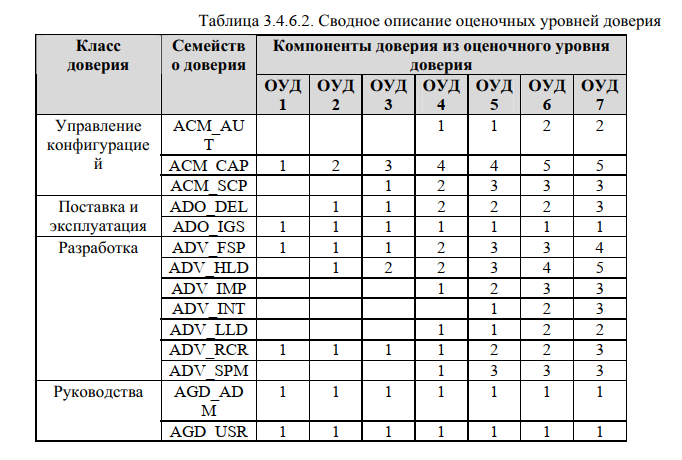 Таблица 3.4.6.2. Сводное описание оценочных уровней доверия
Класс доверия Семейств о доверия Компоненты доверия из оценочного уровня доверия
ОУД 1 ОУД 2 ОУД 3 ОУД 4 ОУД 5 ОУД 6 ОУД 7
Управление конфигурацие й ACM_AU T 1 1 2 2
ACM_CAP 1 2 3 4 4 5 5
ACM_SCP 1 2 3 3 3
Поставка и эксплуатация ADO_DEL 1 1 2 2 2 3
ADO_IGS 1 1 1 1 1 1 1
Разработка ADV_FSP 1 1 1 2 3 3 4
ADV_HLD 1 2 2 3 4 5
ADV_IMP 1 2 3 3
ADV_INT 1 2 3
ADV_LLD 1 1 2 2
ADV_RCR 1 1 1 1 2 2 3
ADV_SPM 1 3 3 3
Руководства AGD_AD M 1 1 1 1 1 1 1
AGD_USR 1 1 1 1 1 1 1